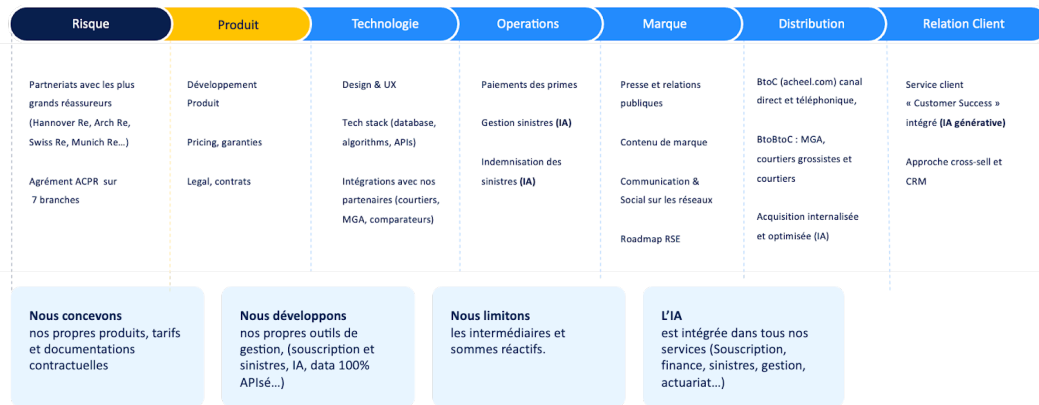 Risque
Produit
Technologie
Operations
Marque
Distribution
Relation Client
Partneriats avec les plus
grands réassureurs
(Hannover Re, Arch Re,
Swiss Re, Munich Re…)
Agrément ACPR sur
7 branches
Développement
Produit
Pricing, garanties
Legal, contrats
Design & UX
Tech stack (database,
algorithms, APIs)
Intégrations avec nos
partenaires (courtiers,
MGA, comparateurs)
Paiements des primes
Gestion sinistres (IA)
Indemnisation des
sinistres (IA)
Presse et relations
publiques
Contenu de marque
Communication &
Social sur les réseaux
Roadmap RSE
BtoC (acheel.com) canal
direct et téléphonique,
BtoBtoC : MGA,
courtiers grossistes et
courtiers
Acquisition internalisée
et optimisée (IA)
Service client
« Customer Success »
intégré (IA générative)
Approche cross-sell et
CRM
Nous concevons
nos propres produits, tarifs
et documentations
contractuelles
Nous développons
nos propres outils de
gestion, (souscription et
sinistres, IA, data 100%
APIsé…)
Nous limitons
les intermédiaires et
sommes réactifs.
L’IA
est intégrée dans tous nos
services (Souscription,
finance, sinistres, gestion,
actuariat…)